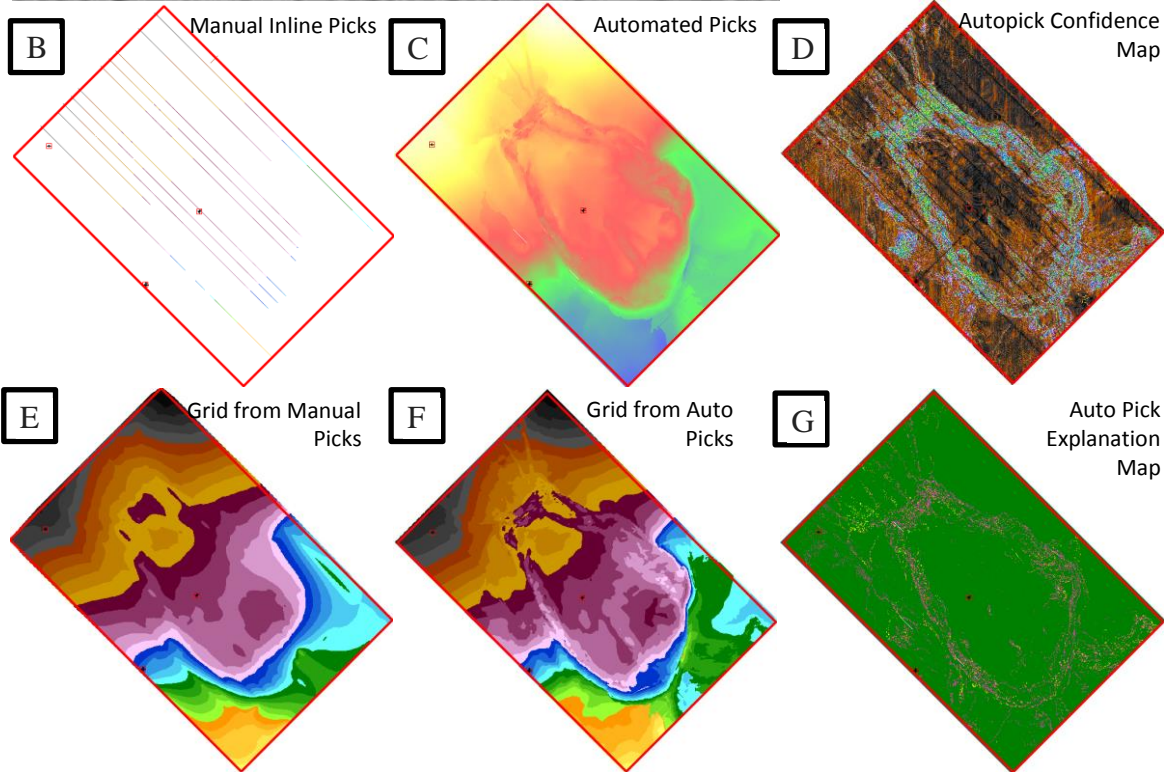 B
Manual Inline Picks
C
Automated Picks
D
Autopick Confidence
Map
E
Grid from Manual
Picks
F
Grid from Auto
Picks
G
Auto Pick
Explanation
Map